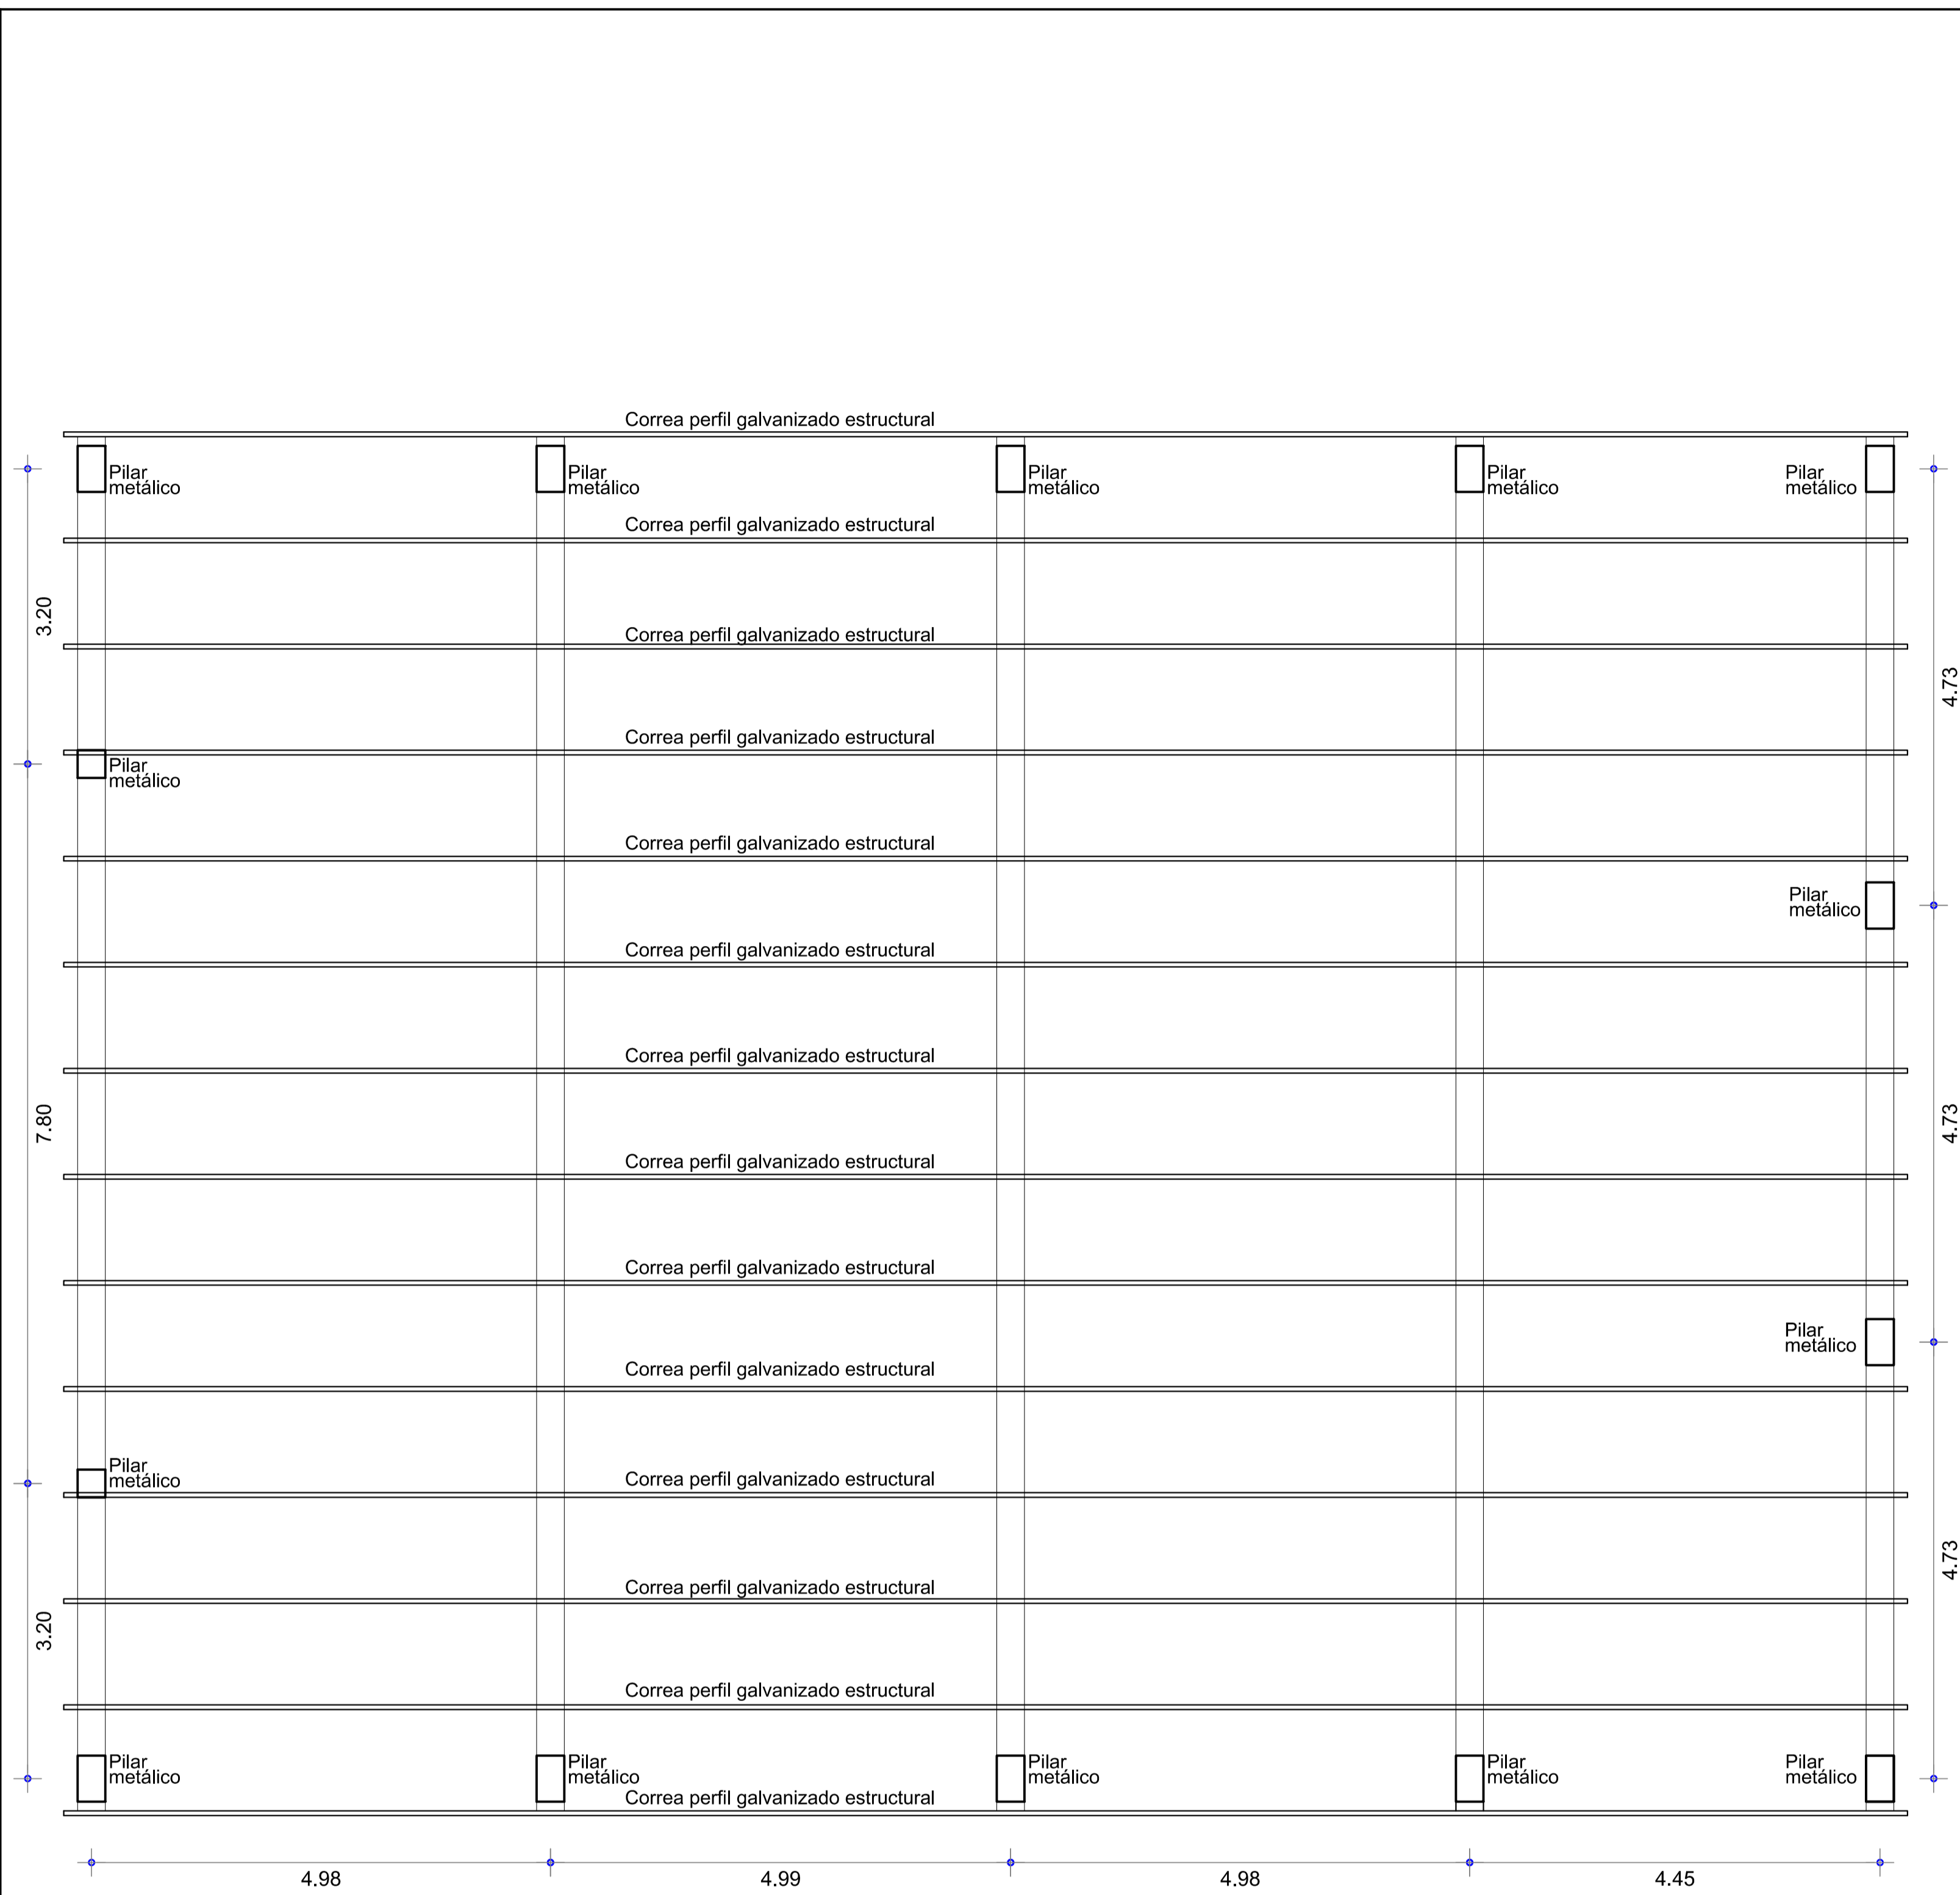 Correa perfil galvanizado estructural
Pilar
metálico
Pilar
metálico
Pilar
metálico
Pilar
metálico
Pilar
metálico
Correa perfil galvanizado estructural
3.20
Correa perfil galvanizado estructural
4.73
Correa perfil galvanizado estructural
Pilar
metálico
Correa perfil galvanizado estructural
Pilar
metálico
Correa perfil galvanizado estructural
Correa perfil galvanizado estructural
7.80
4.73
Correa perfil galvanizado estructural
Correa perfil galvanizado estructural
Pilar
metálico
Correa perfil galvanizado estructural
Pilar
metálico
Correa perfil galvanizado estructural
4.73
Correa perfil galvanizado estructural
3.20
Correa perfil galvanizado estructural
Pilar
metálico
Pilar
metálico
Pilar
metálico
Pilar
metálico
Pilar
metálico
Correa perfil galvanizado estructural
4.98
4.99
4.98
4.45